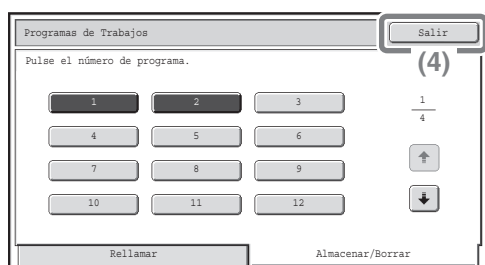 Programas de Trabajos
Salir
(4)
Pulse el número de programa.
1 2 3
1
4
4 5 6
7 8 9
10 11 12
Rellamar Almacenar/Borrar